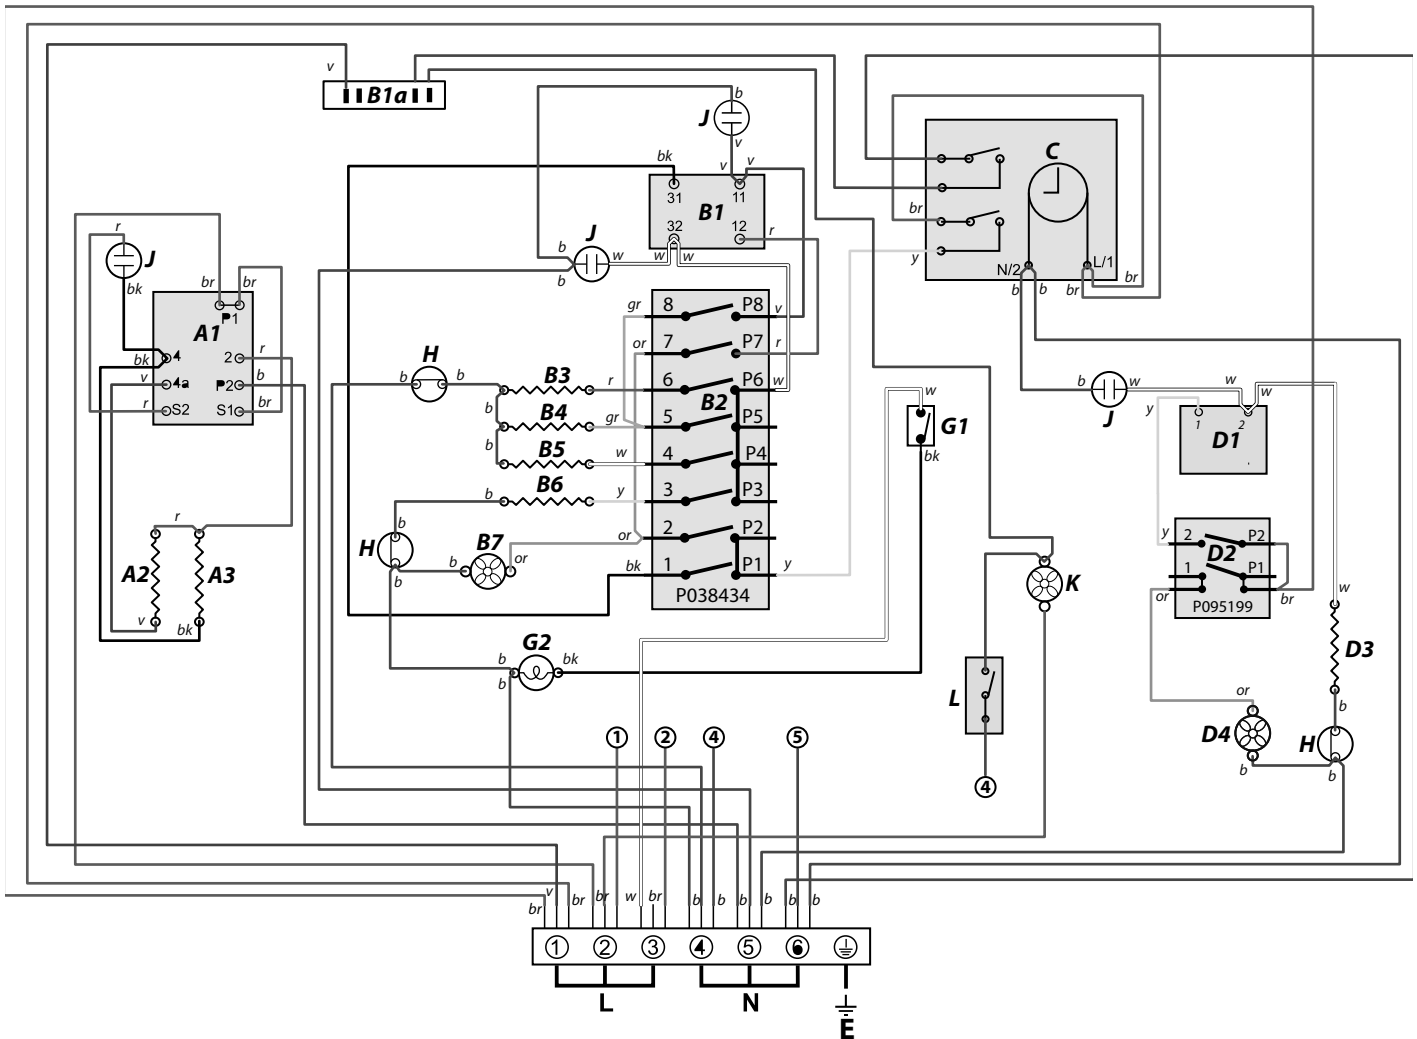 v
B1a
b
J
v
bk
v
v
31
11
B1
32
12
r
C
br
y
N/2
L/1
b
b
br
br
r
J
bk
br
br
P1
A1
bk
4
2
r
v
4a
P2
b
r
S2
S1
br
b
J
b
w
w
w
gr
8
P8
v
or
7
P7
r
H
b
b
B3
r
6
P6
w
B2
b
B4
gr
5
P5
b
B5
w
4
P4
b
B6
y
3
P3
b
H
B7
or
2
P2
b
or
b
bk
1
P1
y
P038434
w
G1
bk
b
J
w
w
w
y
1
2
D1
y
2
P2
D2
1
P1
or
P095199
br
w
r
A2
A3
v
bk
G2
b
bk
b
K
L
4
D3
or
b
D4
H
b
b
1
2
4
5
br
v
br
br
w
br
b
b
b
b
b
b
1
2
3
4
5
6
L
N
E